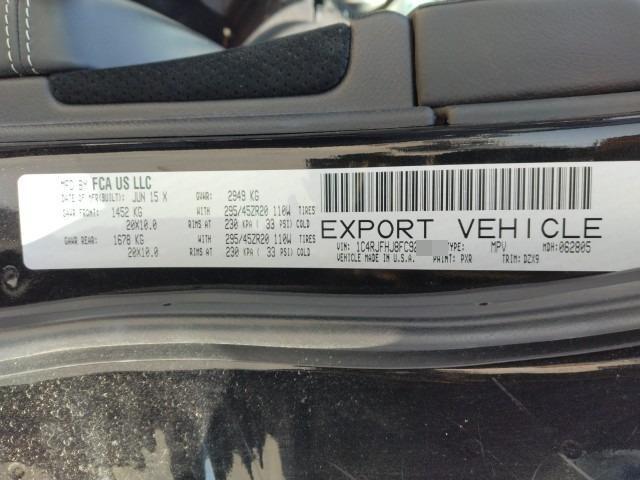 MFD BY FCA US LLC
DATE OF MFR(BUILT): JUN 15 X GVWR: 2949 KG
GAWR FRONT: 1452 KG WITH 295/45ZR20 110W TIRES
20X10.0 RIMS AT 230 KPA ( 33 PSI) COLD
GAWR REAR: 1678 KG WITH 295/45ZR20 110W TIRES
20X10.0 RIMS AT 230 KPA ( 33 PSI) COLD
EXPORT VEHICLE
VIN: 1C4RJFHJ8FC92 TYPE: MPV MDH:062805
VEHICLE MADE IN U.S.A. PAINT: PXR TRIM: DZX9